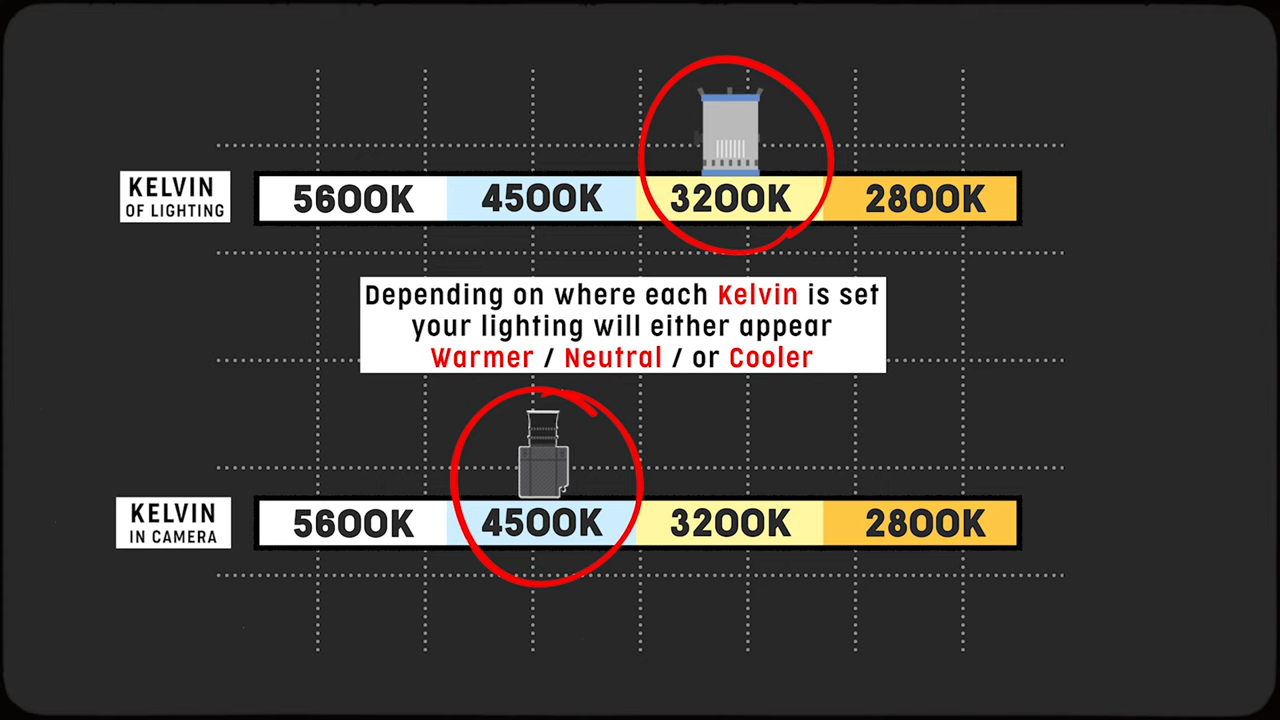 KELVIN
OF LIGHTING
5600K 4500K 3200K 2800K
Depending on where each Kelvin is set
your lighting will either appear
Warmer / Neutral / or Cooler
KELVIN
IN CAMERA
5600K 4500K 3200K 2800K